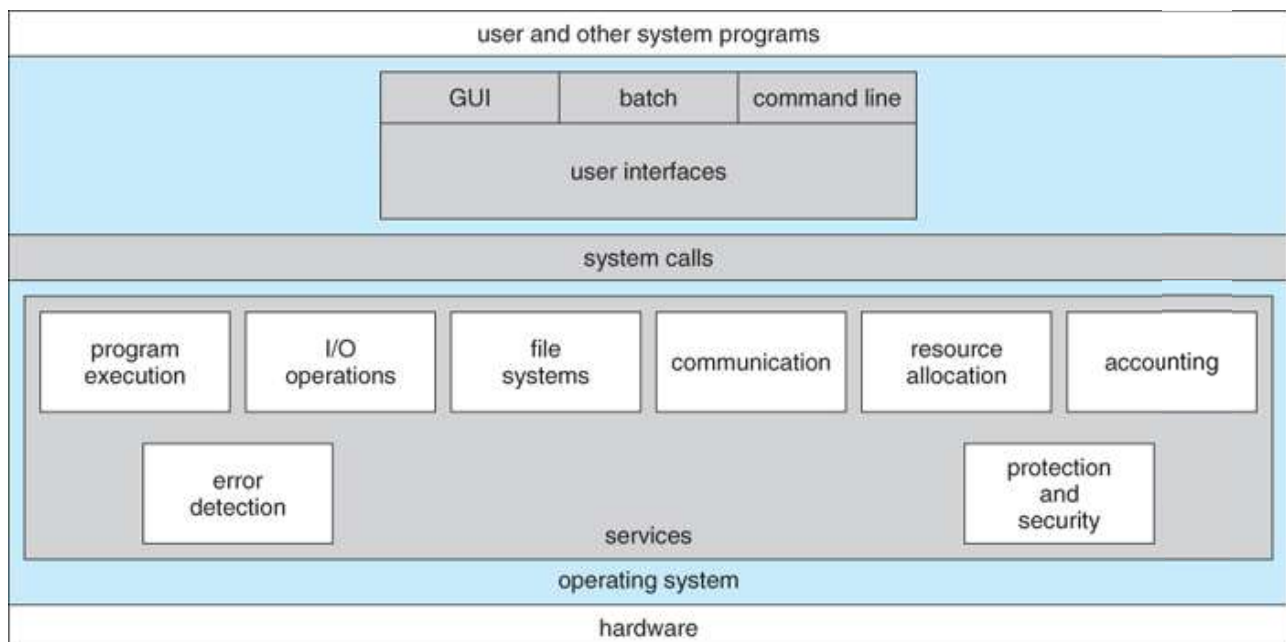 user and other system programs
GUI
batch
command line
user interfaces
system calls
program
execution
I/O
operations
file
systems
communication
resource
allocation
accounting
error
detection
protection
and
security
services
operating system
hardware